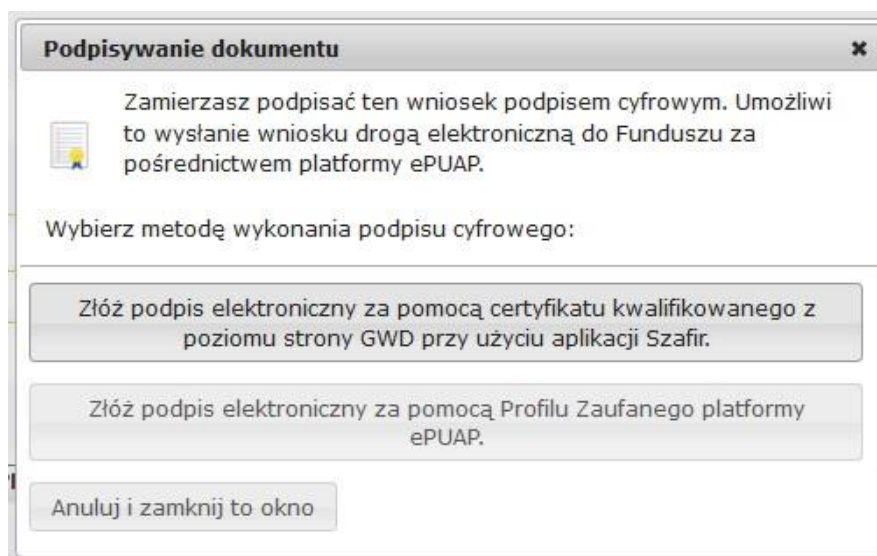 Podpisywanie dokumentu
Zamierzasz podpisać ten wniosek podpisem cyfrowym. Umożliwi
to wysłanie wniosku drogą elektroniczną do Funduszu za
pośrednictwem platformy ePUAP.
Wybierz metodę wykonania podpisu cyfrowego:
Złóż podpis elektroniczny za pomocą certyfikatu kwalifikowanego z
poziomu strony GWD przy użyciu aplikacji Szafir.
Złóż podpis elektroniczny za pomocą Profilu Zaufanego platformy
ePUAP.
Anuluj i zamknij to okno